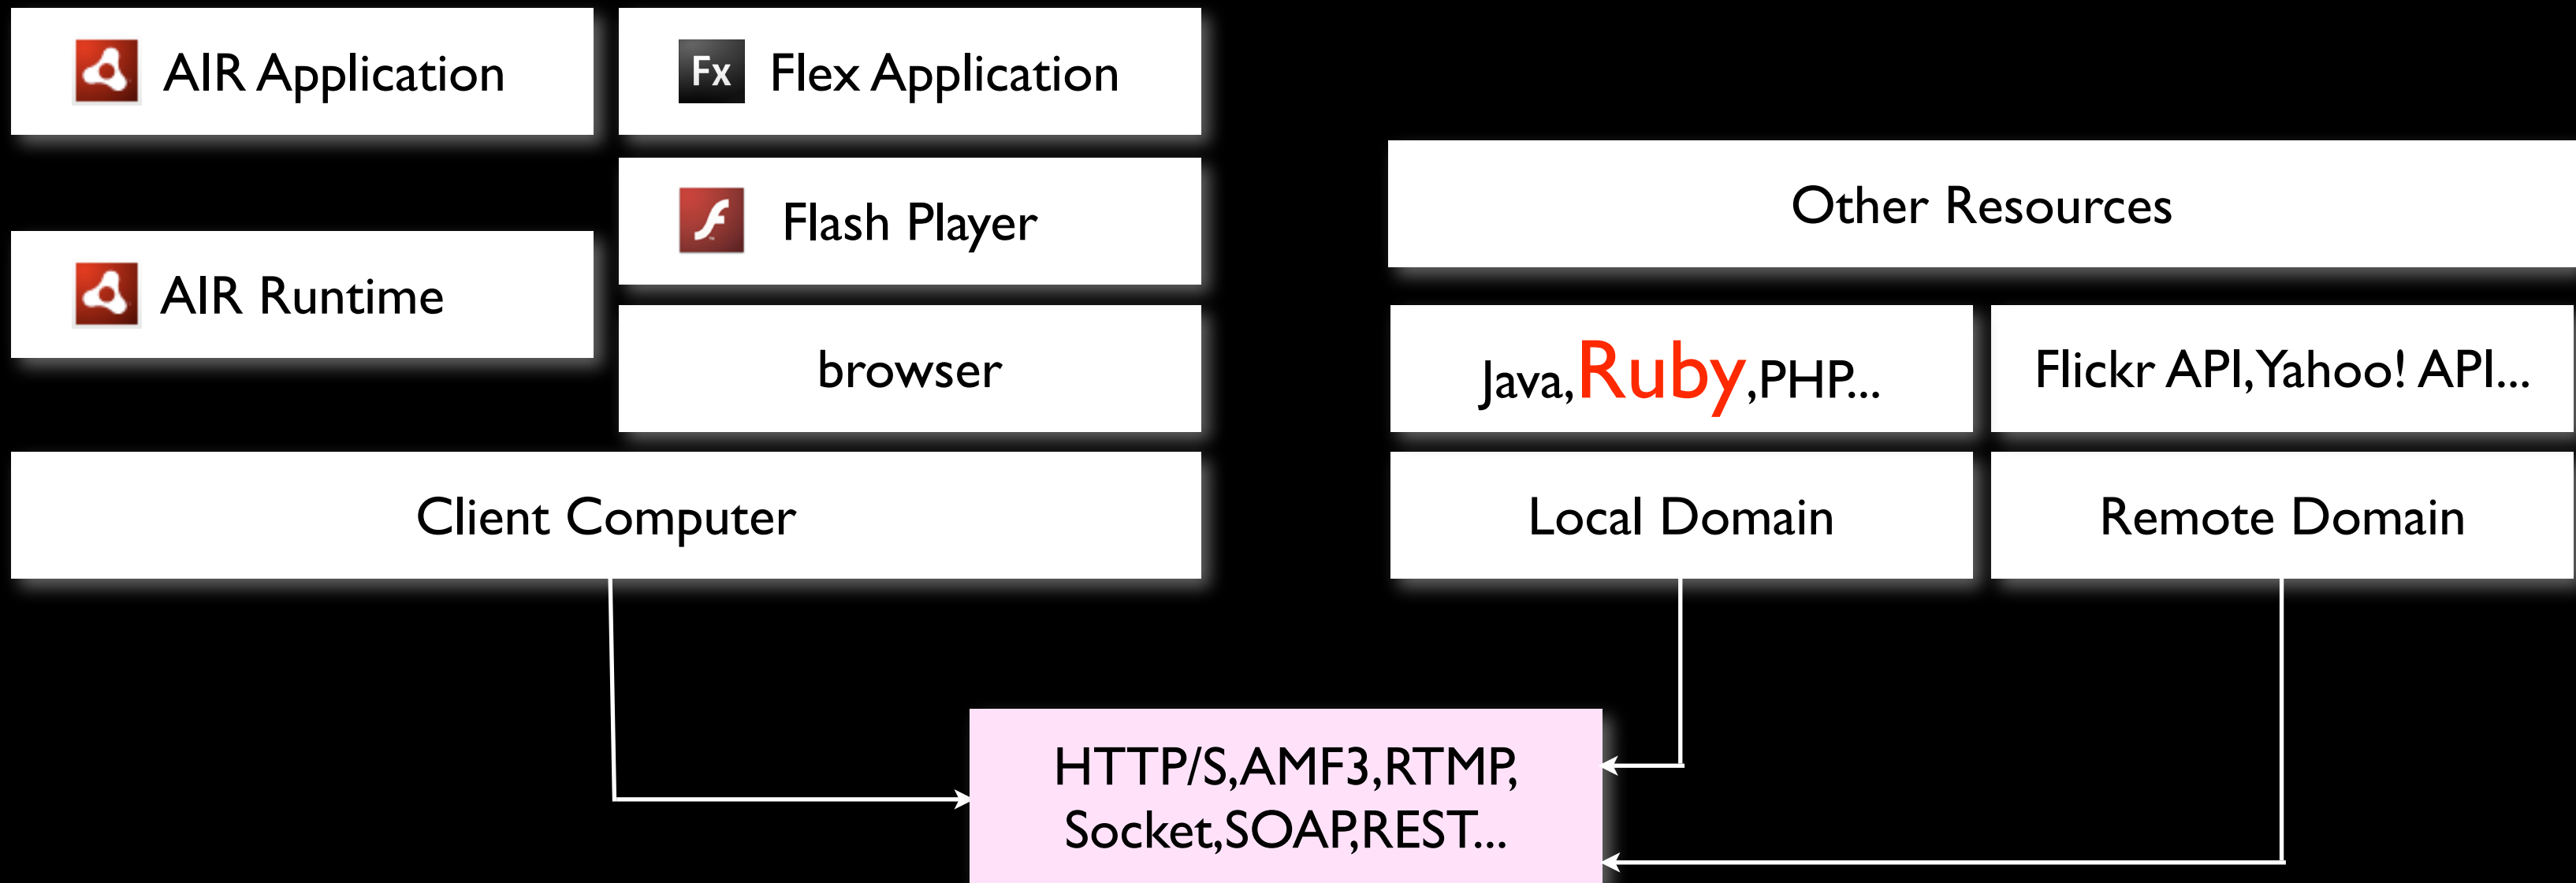 AIR Application
Fx Flex Application
Flash Player
AIR Runtime
browser
Client Computer
Other Resources
Java,Ruby,PHP...
Flickr API,Yahoo! API...
Local Domain
Remote Domain
HTTP/S,AMF3,RTMP,
Socket,SOAP,REST...